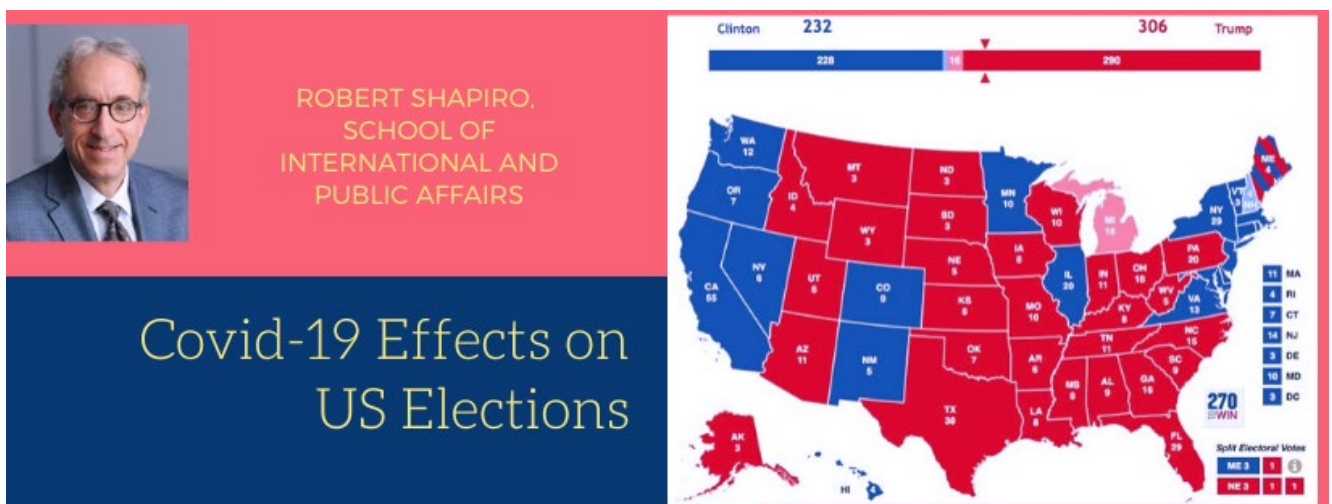 ROBERT SHAPIRO,
SCHOOL OF
INTERNATIONAL AND
PUBLIC AFFAIRS
Covid-19 Effects on
US Elections
Clinton 232 306 Trump
228 16 290
WA
12
OR
7
CA
55
NV
6
ID
4
MT
3
WY
3
UT
6
AZ
11
CO
9
NM
5
ND
3
SD
3
NE
5
KS
6
OK
7
TX
38
MN
10
IA
6
MO
10
AR
6
LA
8
WI
10
IL
20
MI
16
IN
11
OH
18
KY
8
TN
11
MS
6
AL
9
GA
16
FL
29
SC
9
NC
15
VA
13
WV
5
PA
20
NY
29
VT
3
4
NH
ME
4
AK
3
HI 4
11 MA
4 RI
7 CT
14 NJ
3 DE
10 MD
3 DC
270
WIN
Split Electoral Votes
ME 3 1
NE 3 1 1